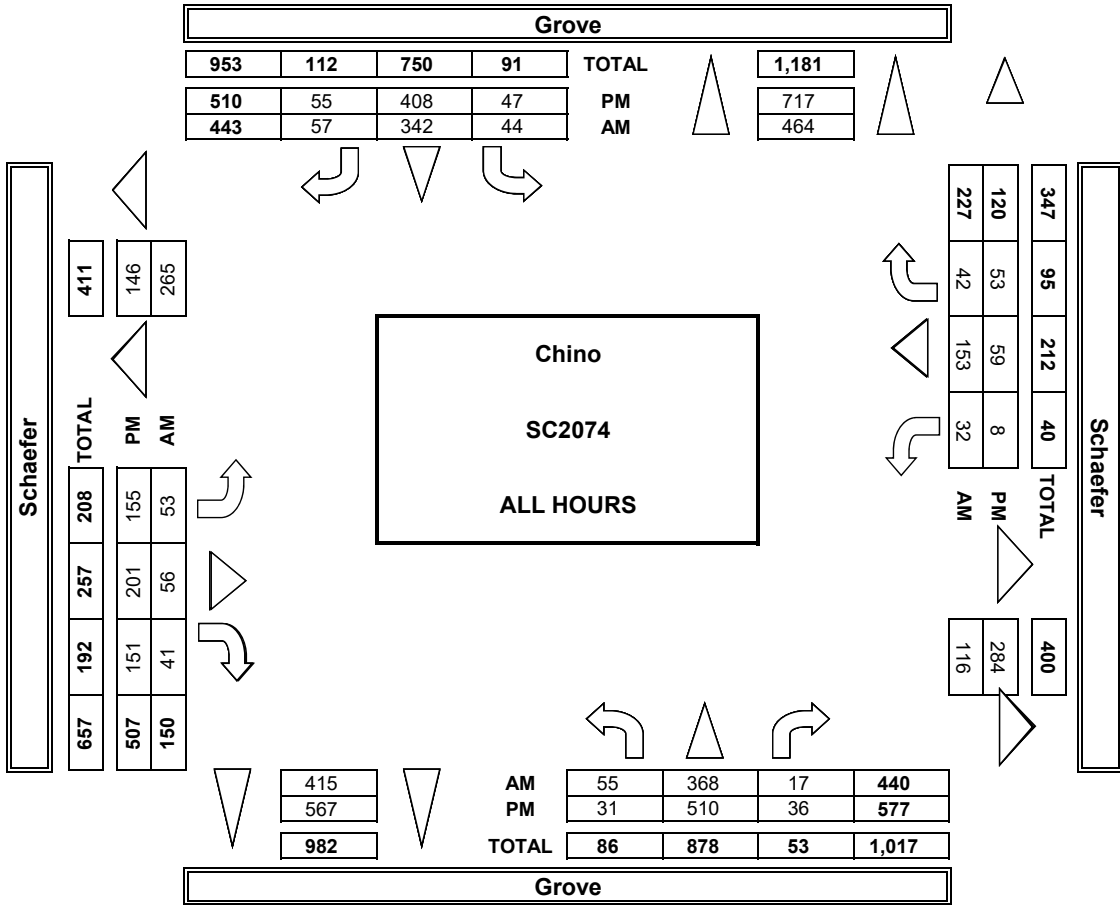 Grove
953 112 750 91 TOTAL 1,181
510 55 408 47 PM 717
443 57 342 44 AM 464
Schaefer
411
146
265
TOTAL
PM
AM
208 257 192 657
155 201 151 507
53 56 41 150
Chino
SC2074
ALL HOURS
347 95 212 40 TOTAL
120 53 59 8 PM
227 42 153 32 AM
400
284
116
Schaefer
415 AM 55 368 17 440
567 PM 31 510 36 577
982 TOTAL 86 878 53 1,017
Grove